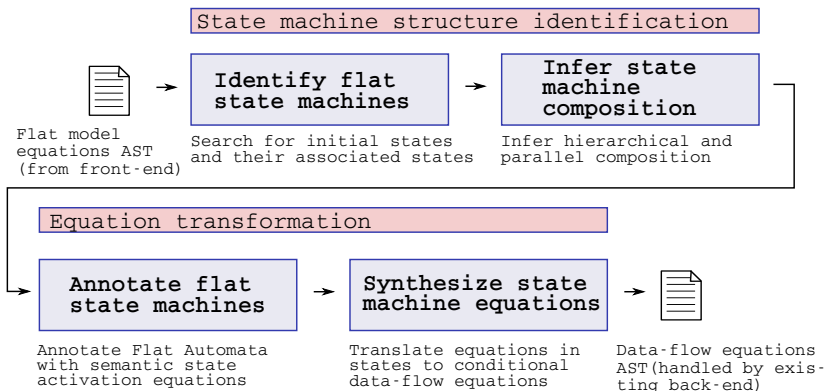 State machine structure identification
Identify flat
state machines
Infer state
machine
composition
Flat model
equations AST
(from front-end)
Search for initial states
and their associated states
Infer hierarchical and
parallel composition
Equation transformation
Annotate flat
state machines
Synthesize state
machine equations
Annotate Flat Automata
with semantic state
activation equations
Translate equations in
states to conditional
data-flow equations
Data-flow equations
AST(handled by exis-
ting back-end)